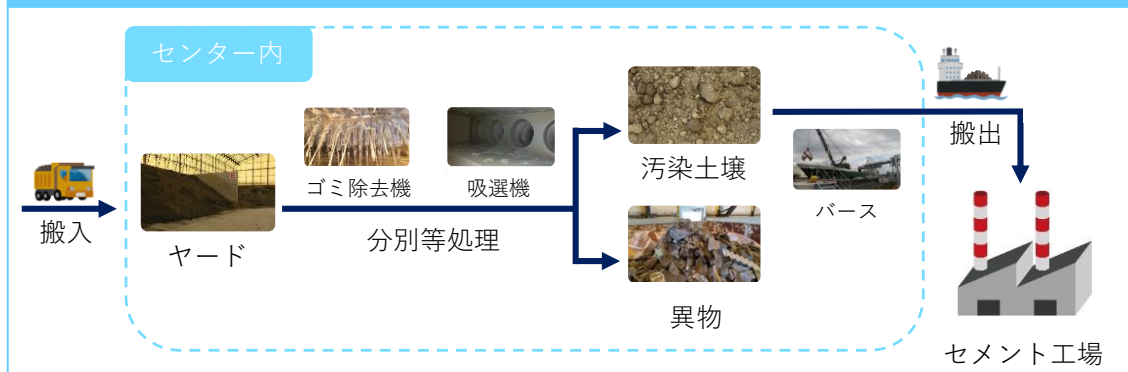 センター内
搬入
ヤード
ゴミ除去機
吸選機
分別等処理
汚染土壌
異物
バース
搬出
セメント工場